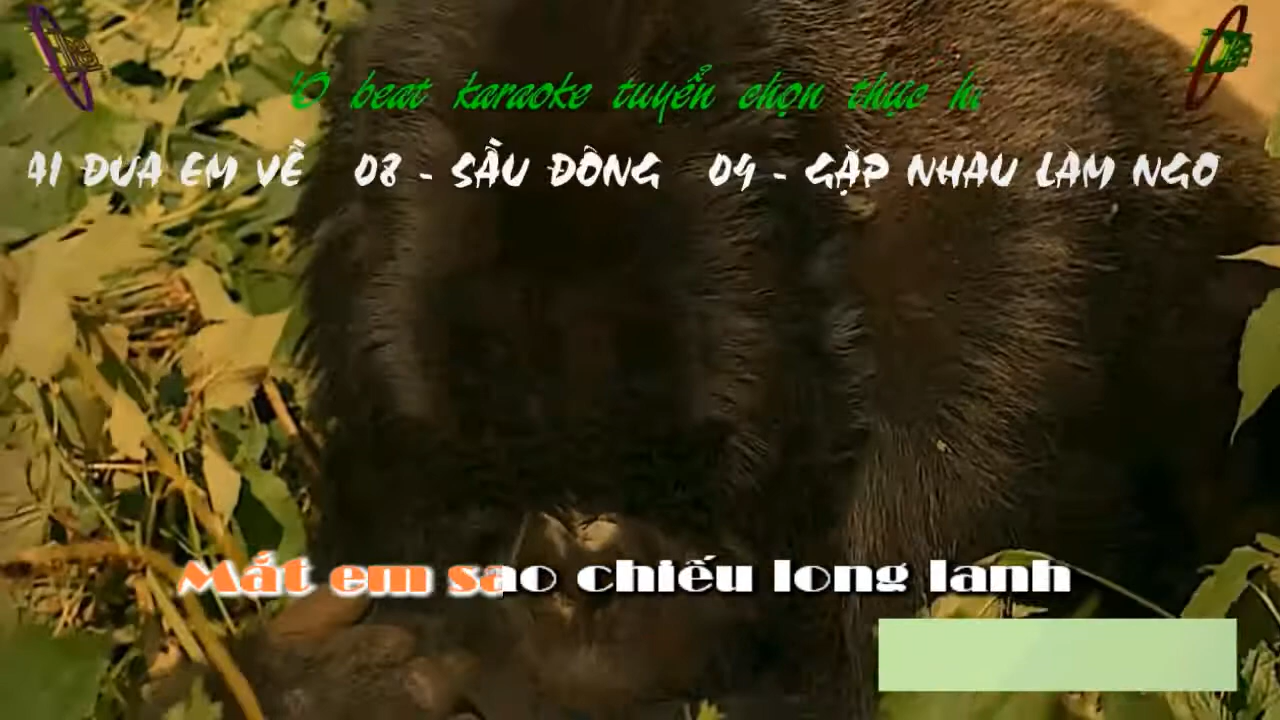 beat karaoke tuyển chọn thực
41 ĐƯA EM VỀ 08 - SẦU ĐÔNG 09 - GẶP NHAU LÀM NGƠ
Mắt em sao chiếu long lanh